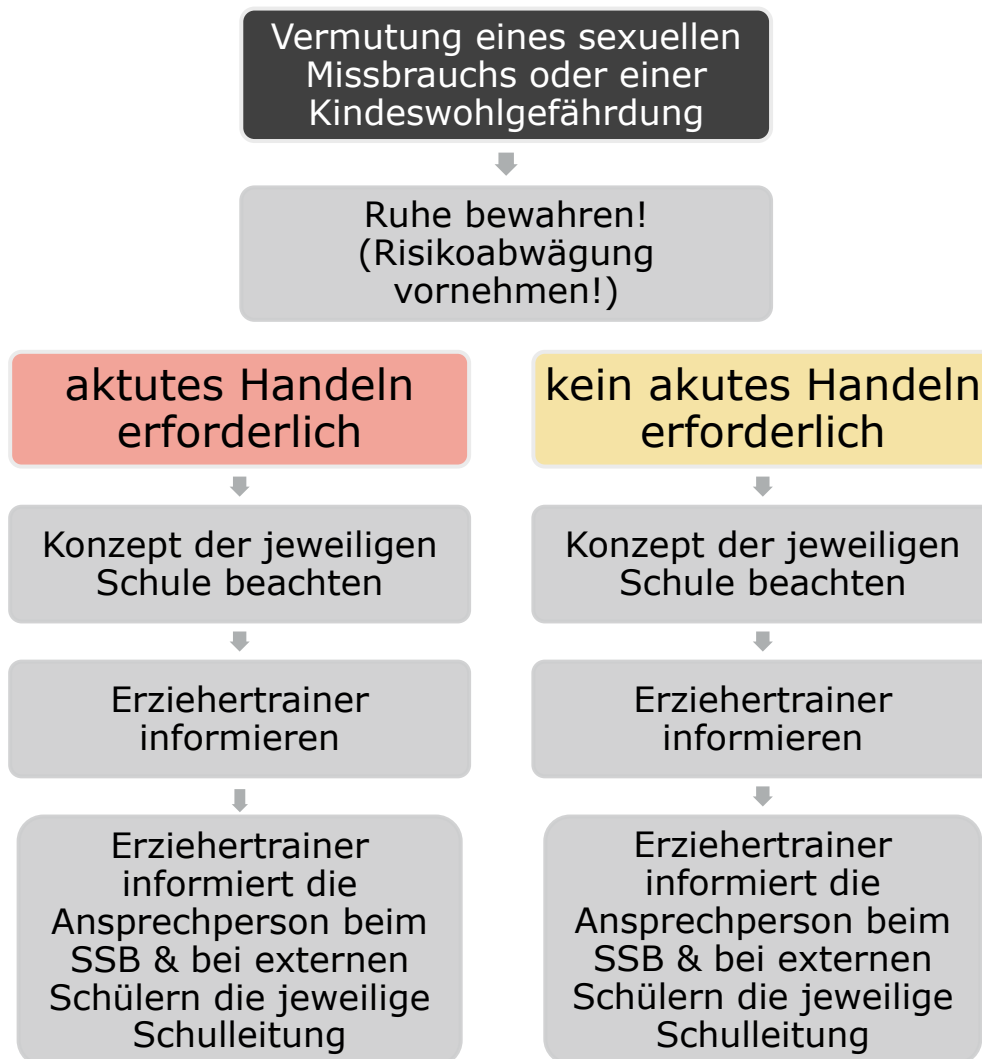 Vermutung eines sexuellen
Missbrauchs oder einer
Kindeswohlgefährdung
Ruhe bewahren!
(Risikoabwägung
vornehmen!)
aktutes Handeln
erforderlich
Konzept der jeweiligen
Schule beachten
Erziehertrainer
informieren
Erziehertrainer
informiert die
Ansprechperson beim
SSB & bei externen
Schülern die jeweilige
Schulleitung
kein akutes Handeln
erforderlich
Konzept der jeweiligen
Schule beachten
Erziehertrainer
informieren
Erziehertrainer
informiert die
Ansprechperson beim
SSB & bei externen
Schülern die jeweilige
Schulleitung